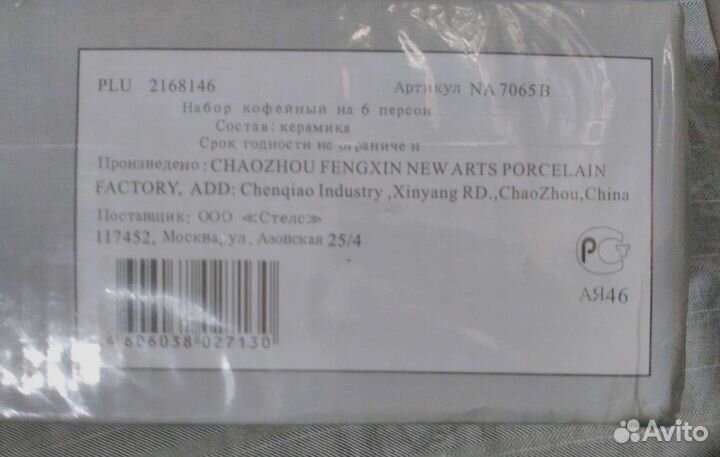 PLU 2168146 Артикул NA 7065 B
Набор кофейный на 6 персон
Состав: керамика
Срок годности не ограничен
Произведено: CHAOZHOU FENGXIN NEW ARTS PORCELAIN
FACTORY, ADD: Chenqiao Industry ,Xinyang RD.,ChaoZhou,China
Поставщик; ООО «Стелс»
117452, Москва,ул. Азовская 25/4
РСТ
АЯ46
4 606038 027130
Avito